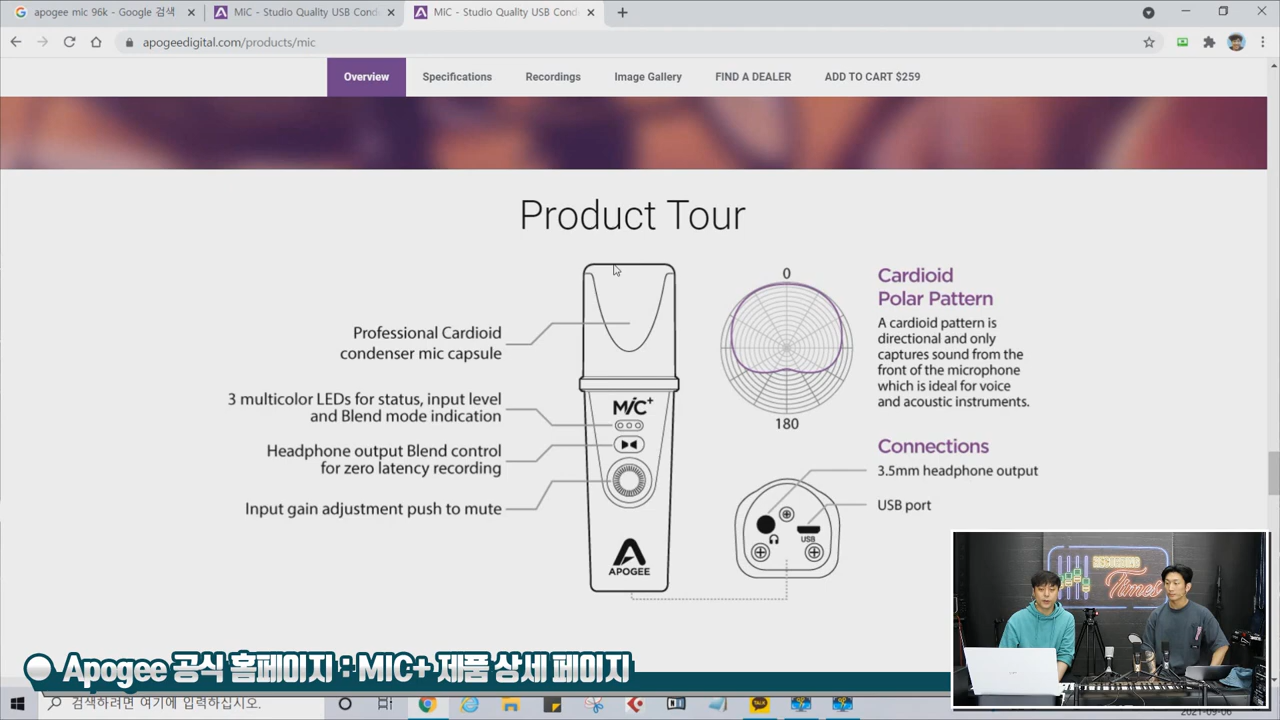 apogee mic 96k - Google 검색
MiC - Studio Quality USB Cond
MiC - Studio Quality USB Cond
apogeedigital.com/products/mic
Overview
Specifications
Recordings
Image Gallery
FIND A DEALER
ADD TO CART $259
Product Tour
Professional Cardioid
condenser mic capsule
3 multicolor LEDs for status, input level
and Blend mode indication
Headphone output Blend control
for zero latency recording
Input gain adjustment push to mute
MiC+
APOGEE
0
180
Cardioid
Polar Pattern
A cardioid pattern is
directional and only
captures sound from the
front of the microphone
which is ideal for voice
and acoustic instruments.
Connections
3.5mm headphone output
USB port
USB
RECORDING
Times
Apogee 공식 홈페이지 : MIC+ 제품 상세 페이지
검색하려면 여기에 입력하십시오.
2021-09-06